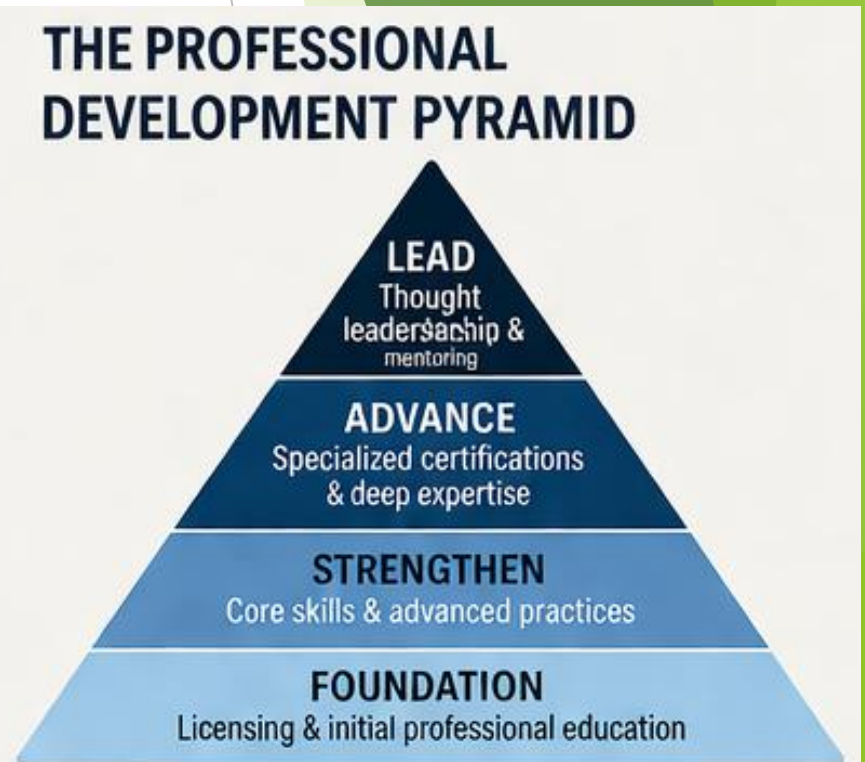 THE PROFESSIONAL
DEVELOPMENT PYRAMID
LEAD
Thought
&
mentoring
ADVANCE
Specialized certifications
& deep expertise
STRENGTHEN
Core skills & advanced practices
FOUNDATION
Licensing & initial professional education